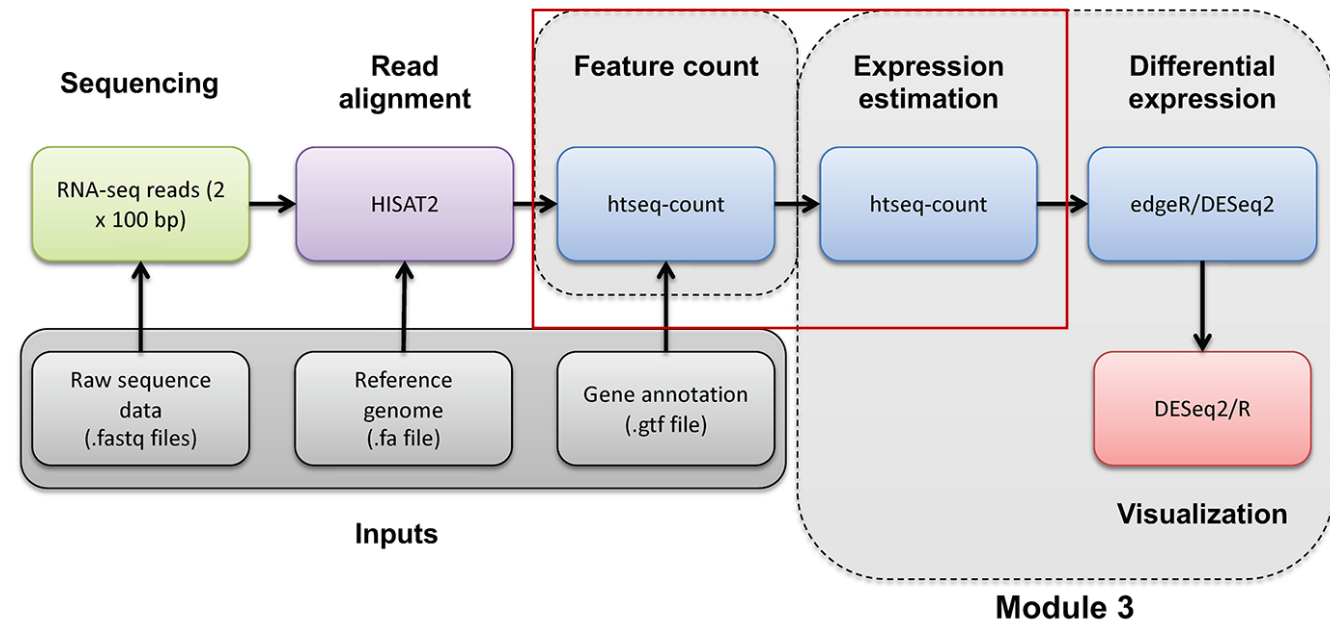 Sequencing
Read
alignment
Feature count
Expression
estimation
Differential
expression
RNA-seq reads (2
x 100 bp)
HISAT2
htseq-count
htseq-count
edgeR/DESeq2
Raw sequence
data
(.fastq files)
Reference
genome
(.fa file)
Gene annotation
(.gtf file)
DESeq2/R
Inputs
Visualization
Module 3